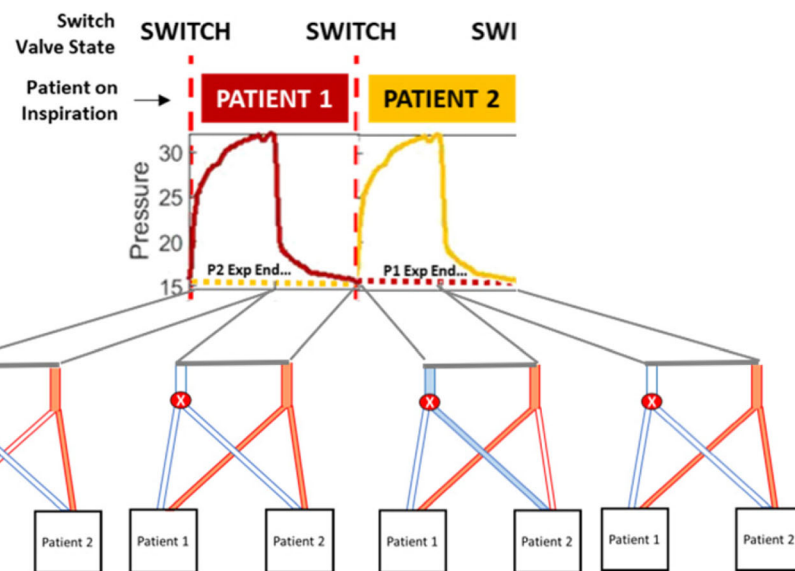 Switch
Valve State
SWITCH
SWITCH
SWI
Patient on
Inspiration
PATIENT 1
PATIENT 2
Pressure
30
25
20
15
P2 Exp End...
P1 Exp End...
X
X
X
Patient 2
Patient 1
Patient 2
Patient 1
Patient 2
Patient 1
Patient 2